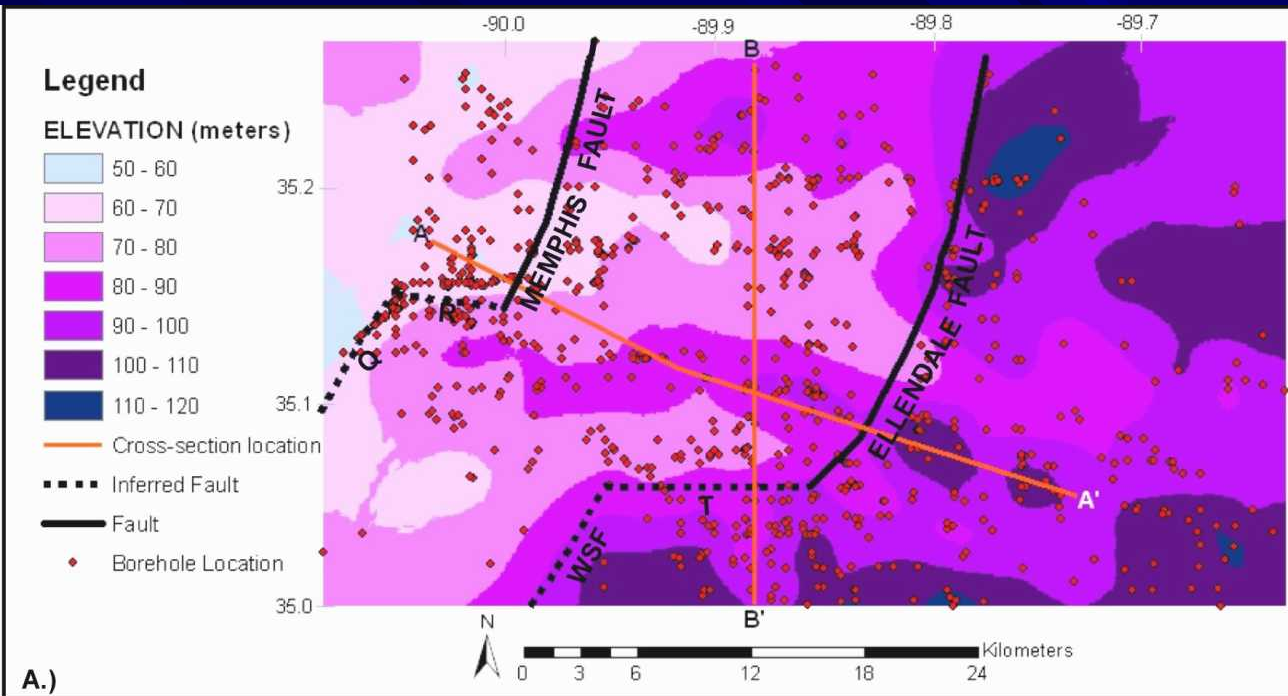 -90.0 -89.9 -89.8 -89.7
B
Legend
ELEVATION (meters)
50 - 60
60 - 70
70 - 80
80 - 90
90 - 100
100 - 110
110 - 120
Cross-section location
Inferred Fault
Fault
Borehole Location
35.2
35.1
35.0
MEMPHIS FAULT
ELLENDALE FAULT
A
R
Q
T
WSF
A'
B'
N
Kilometers
0 3 6 12 18 24
A.)